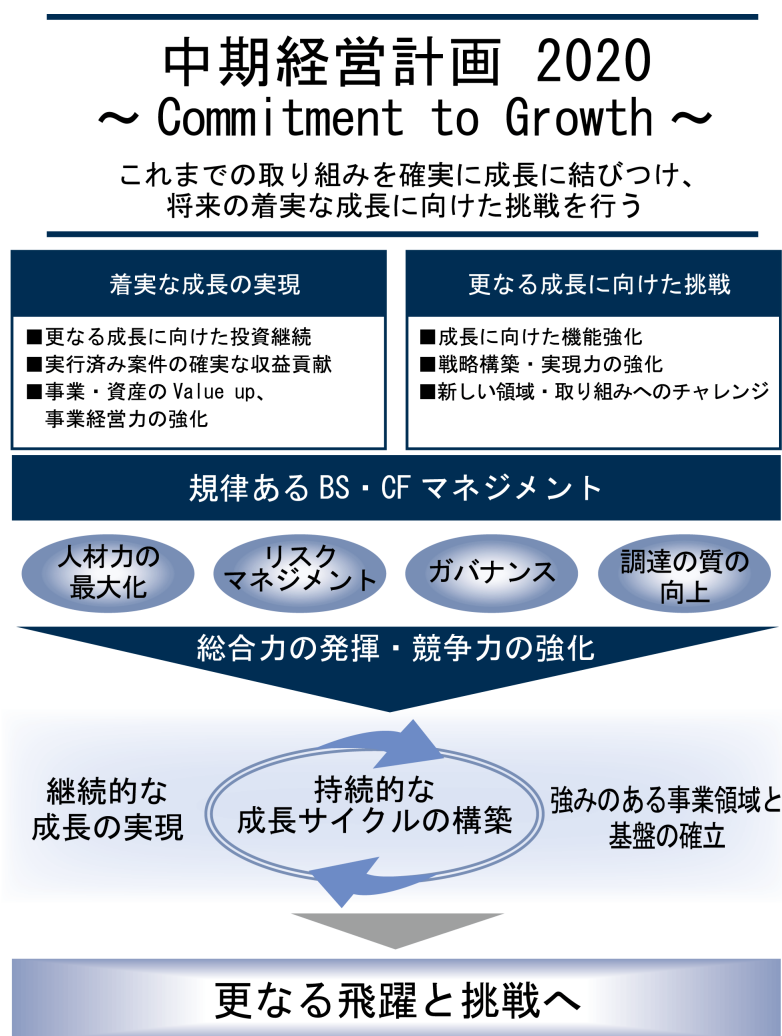 中期経営計画 2020
～ Commitment to Growth ～
これまでの取り組みを確実に成長に結びつけ、
将来の着実な成長に向けた挑戦を行う
着実な成長の実現
■更なる成長に向けた投資継続
■実行済み案件の確実な収益貢献
■事業・資産の Value up、
事業経営力の強化
更なる成長に向けた挑戦
■成長に向けた機能強化
■戦略構築・実現力の強化
■新しい領域・取り組みへのチャレンジ
規律ある BS・CF マネジメント
人材力の
最大化
リスク
マネジメント
ガバナンス
調達の質の
向上
総合力の発揮・競争力の強化
継続的な
成長の実現
持続的な
成長サイクルの構築
強みのある事業領域と
基盤の確立
更なる飛躍と挑戦へ